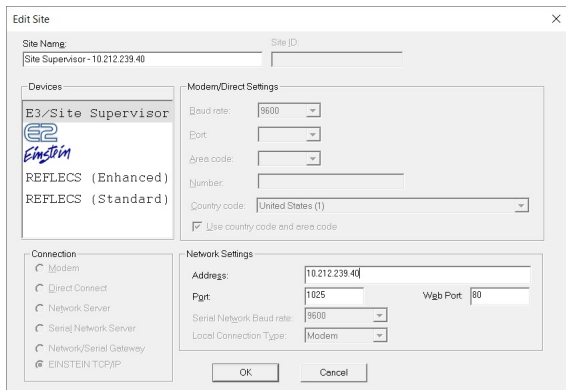 Edit Site
Site Name:
Site ID:
Site Supervisor - 10.212.239.40
Devices
E3/Site Supervisor
E2
Einstein
REFLECS (Enhanced)
REFLECS (Standard)
Modem/Direct Settings
Baud rate: 9600
Port:
Area code:
Number:
Country code: United States (1)
Use country code and area code
Connection
Modem
Direct Connect
Network Server
Serial Network Server
Network/Serial Gateway
EINSTEIN TCP/IP
Network Settings
Address: 10.212.239.40
Port: 1025 Web Port: 80
Serial Network Baud rate: 9600
Local Connection Type: Modem
OK Cancel